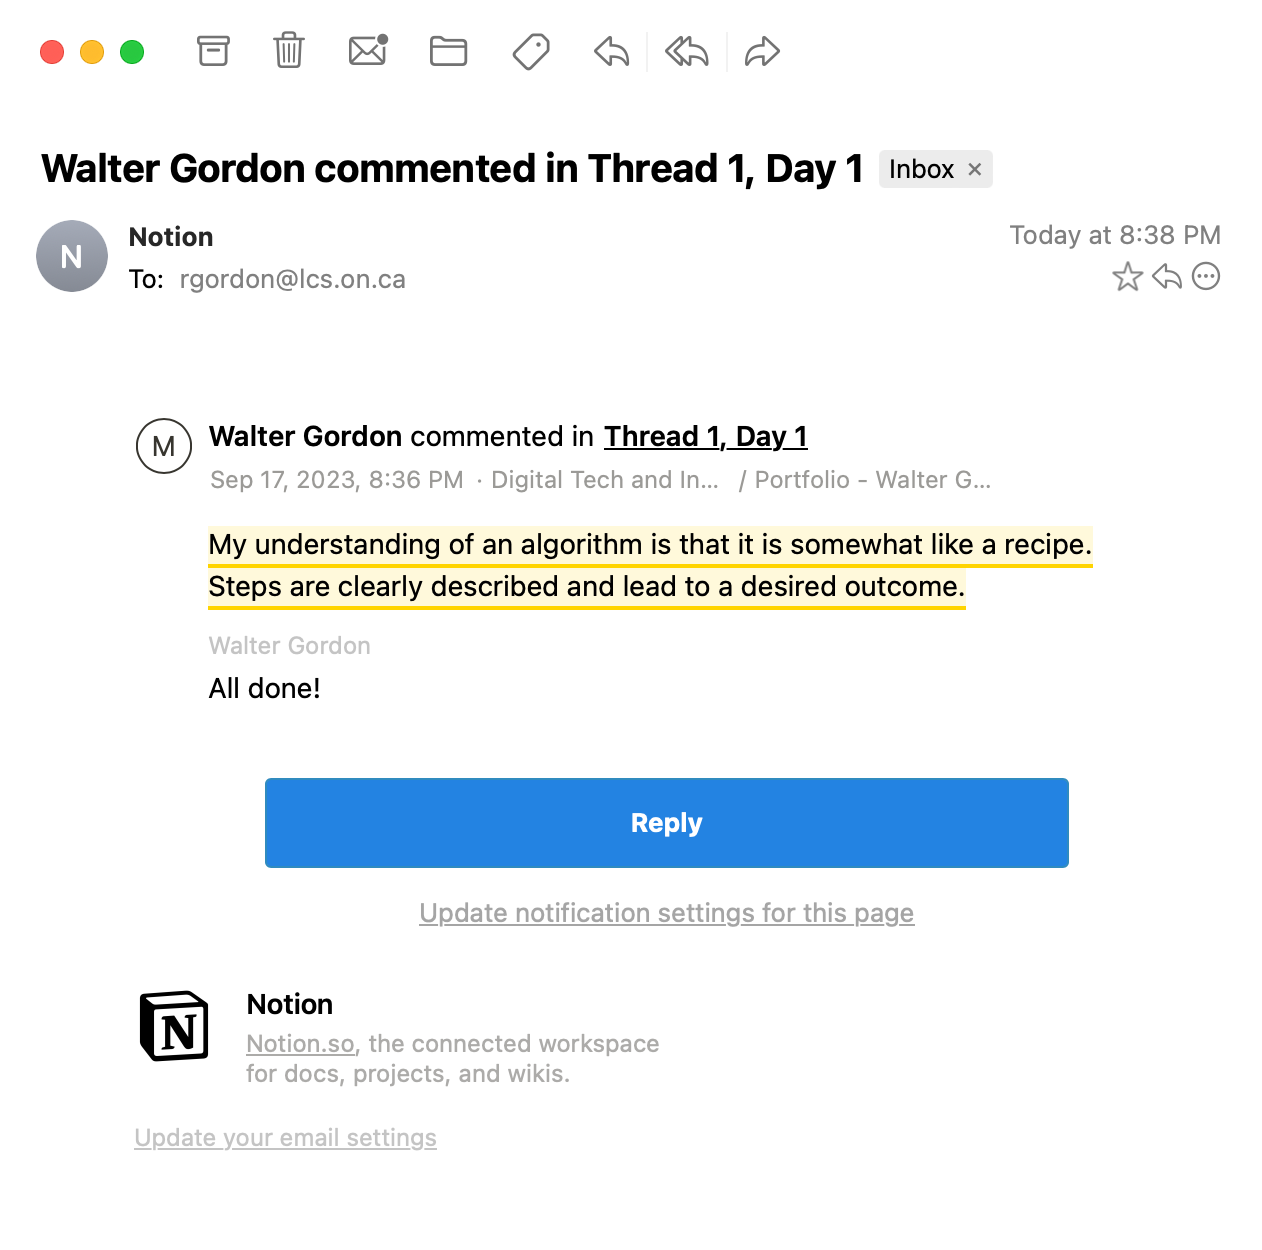 Walter Gordon commented in Thread 1, Day 1 Inbox ×
N
Notion
Today at 8:38 PM
To: rgordon@lcs.on.ca
M
Walter Gordon commented in Thread 1, Day 1
Sep 17, 2023, 8:36 PM · Digital Tech and In... / Portfolio - Walter G...
My understanding of an algorithm is that it is somewhat like a recipe.
Steps are clearly described and lead to a desired outcome.
Walter Gordon
All done!
Reply
Update notification settings for this page
N
Notion
Notion.so, the connected workspace
for docs, projects, and wikis.
Update your email settings